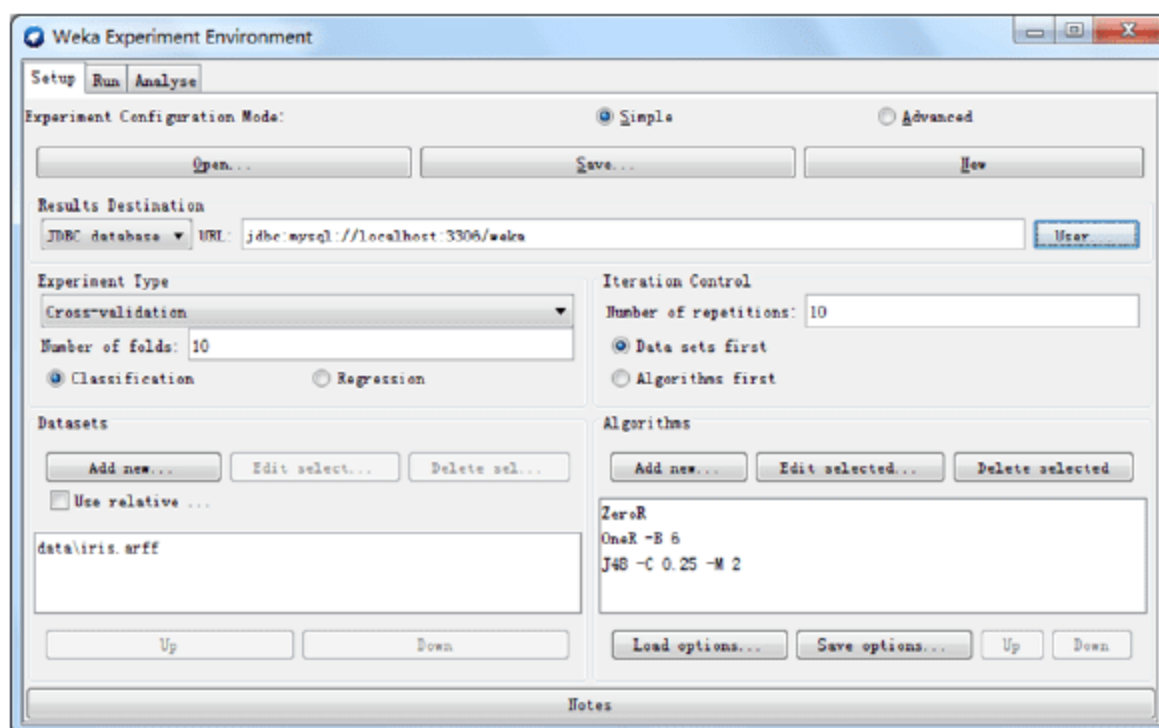 Weka Experiment Environment
Setup Run Analyse
Experiment Configuration Mode: Simple Advanced
Open... Save... New
Results Destination
JDBC database URL: jdbc:mysql://localhost:3306/weka User...
Experiment Type
Cross-validation
Number of folds: 10
Classification Regression
Iteration Control
Number of repetitions: 10
Data sets first
Algorithms first
Datasets
Add new... Edit select... Delete sel...
Use relative ...
data\iris.arff
Up Down
Algorithms
Add new... Edit selected... Delete selected
ZeroR
OneR -B 6
J48 -C 0.25 -M 2
Load options... Save options... Up Down
Notes